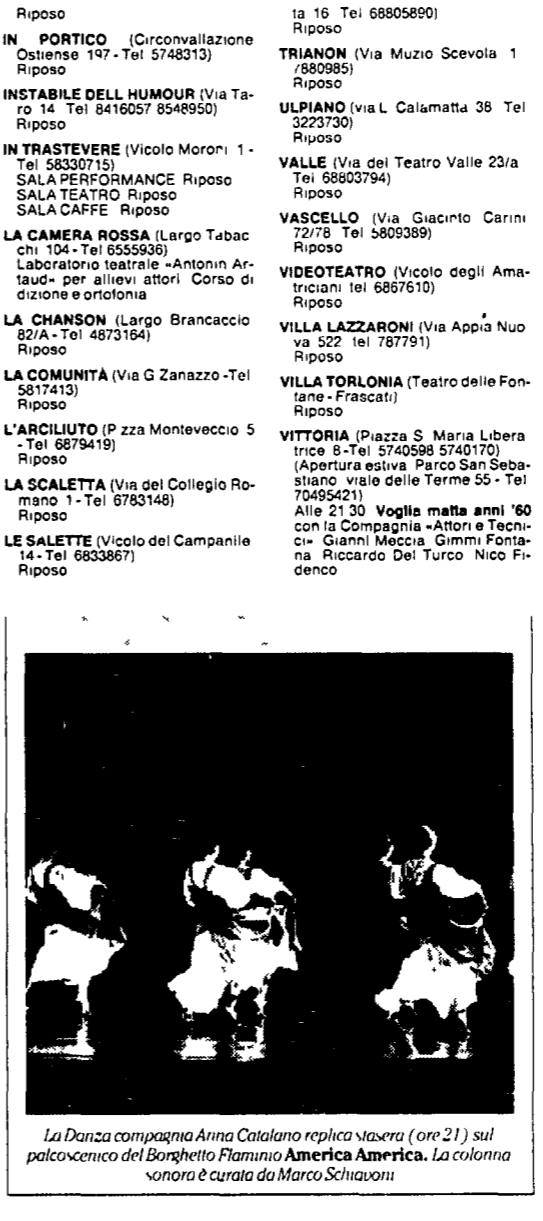 Riposo
IN PORTICO (Circonvallazione
Ostiense 197 - Tel 5748313)
Riposo
INSTABILE DELL HUMOUR (Via Ta-
ro 14 Tel 8416057 8548950)
Riposo
IN TRASTEVERE (Vicolo Moroni 1 -
Tel 58330715)
SALA PERFORMANCE Riposo
SALA TEATRO Riposo
SALA CAFFE Riposo
LA CAMERA ROSSA (Largo Tabac
chi 104 - Tel 6555936)
Laboratorio teatrale «Antonin Ar-
taud» per allievi attori Corso di
dizione e ortofonia
LA CHANSON (Largo Brancaccio
82/A - Tel 4873164)
Riposo
LA COMUNITÀ (Via G Zanazzo -Tel
5817413)
Riposo
L'ARCILIUTO (P zza Monteveccio 5
- Tel 6879419)
Riposo
LA SCALETTA (Via del Collegio Ro-
mano 1 - Tel 6783148)
Riposo
LE SALETTE (Vicolo del Campanile
14 - Tel 6833867)
Riposo
ta 16 Tel 68805890)
Riposo
TRIANON (Via Muzio Scevola 1
7880985)
Riposo
ULPIANO (via L Calamatta 38 Tel
3223730)
Riposo
VALLE (Via del Teatro Valle 23/a
Tel 68803794)
Riposo
VASCELLO (Via Giacinto Carini
72/78 Tel 5809389)
Riposo
VIDEOTEATRO (Vicolo degli Ama-
triciani tel 6867610)
Riposo
VILLA LAZZARONI (Via Appia Nuo
va 522 tel 787791)
Riposo
VILLA TORLONIA (Teatro delle Fon-
tane - Frascati)
Riposo
VITTORIA (Piazza S Maria Libera
trice 8 -Tel 5740598 5740170)
(Apertura estiva Parco San Seba-
stiano viale delle Terme 55 - Tel
70495421)
Alle 21 30 Voglia matta anni '60
con la Compagnia «Attori e Tecni-
ci» Gianni Meccia Gimmi Fonta-
na Riccardo Del Turco Nico Fi-
denco
La Danza compagnia Anna Catalano replica stasera (ore 21) sul
palcoscenico del Borghetto Flaminio America America. La colonna
sonora è curata da Marco Schiavoni